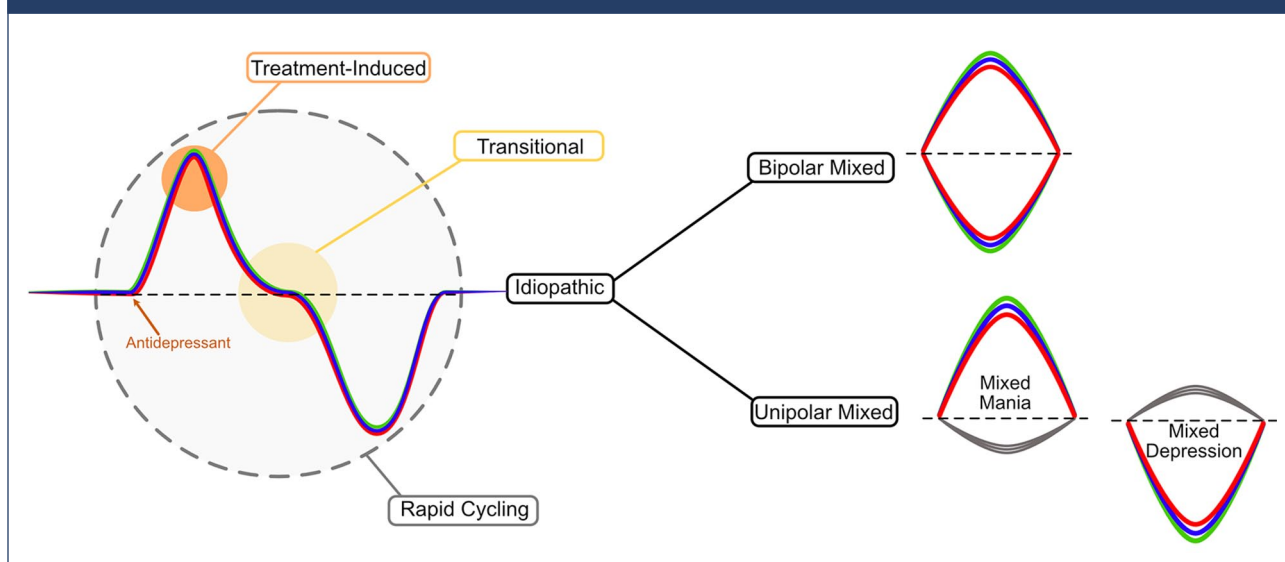 Treatment-Induced
Transitional
Antidepressant
Rapid Cycling
Idiopathic
Bipolar Mixed
Unipolar Mixed
Mixed
Mania
Mixed
Depression